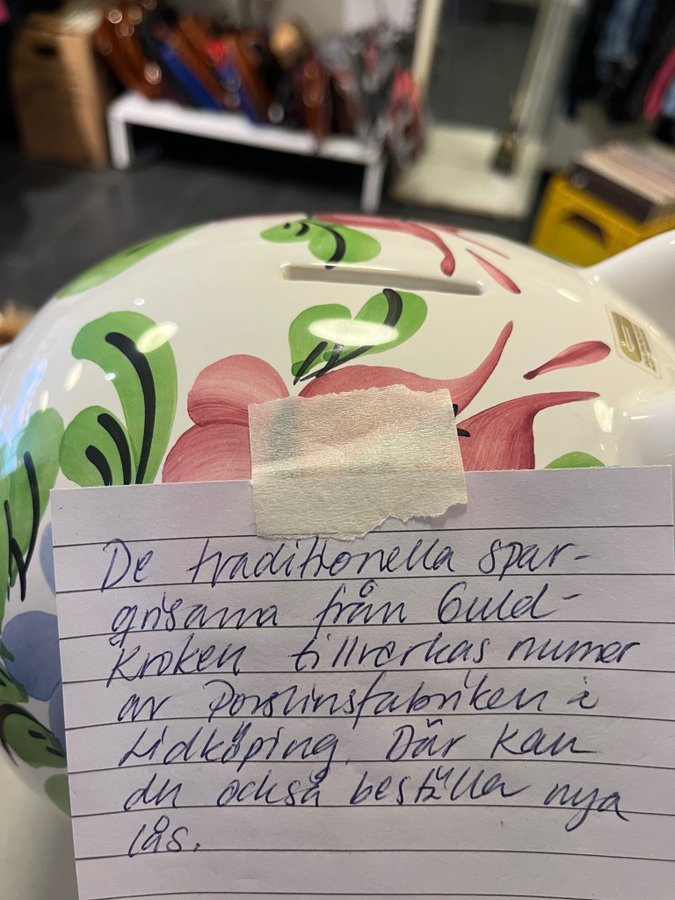 De traditionella spar-
grisarna från Guld-
kroken tillverkas numer
av Porslinsfabriken i
Lidköping. Där kan
du också beställa nya
lås.